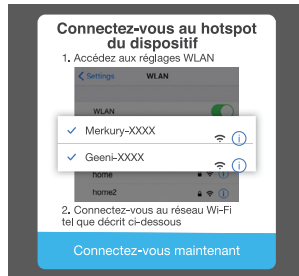 Connectez-vous au hotspot
du dispositif
1. Accédez aux réglages WLAN
Settings WLAN
WLAN
Merkury-XXXX
Geeni-XXXX
home
home2
2. Connectez-vous au réseau Wi-Fi
tel que décrit ci-dessous
Connectez-vous maintenant